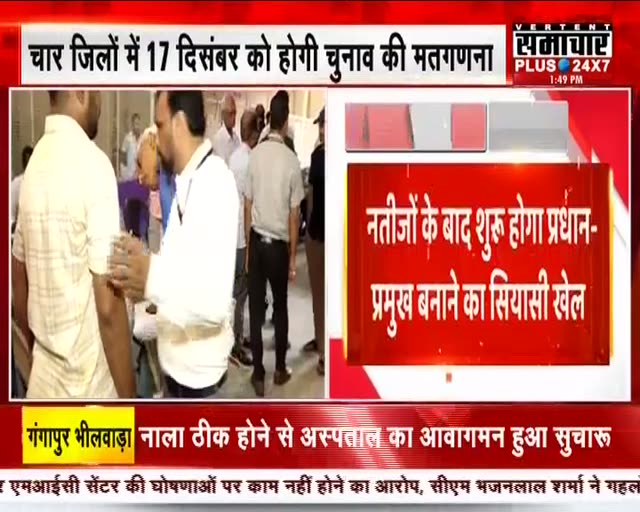 चार जिलों में 17 दिसंबर को होगी चुनाव की मतगणना
VERTENT
समाचार
PLUS 24X7
1:49 PM
नतीजों के बाद शुरू होगा प्रधान-
प्रमुख बनाने का सियासी खेल
गंगापुर भीलवाड़ा
नाला ठीक होने से अस्पताल का आवागमन हुआ सुचारू
र एमआईसी सेंटर की घोषणाओं पर काम नहीं होने का आरोप, सीएम भजनलाल शर्मा ने गहलो